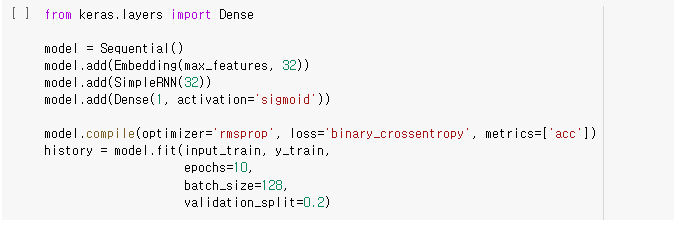 [ ] from keras.layers import Dense
model = Sequential()
model.add(Embedding(max_features, 32))
model.add(SimpleRNN(32))
model.add(Dense(1, activation='sigmoid'))
model.compile(optimizer='rmsprop', loss='binary_crossentropy', metrics=['acc'])
history = model.fit(input_train, y_train,
epochs=10,
batch_size=128,
validation_split=0.2)